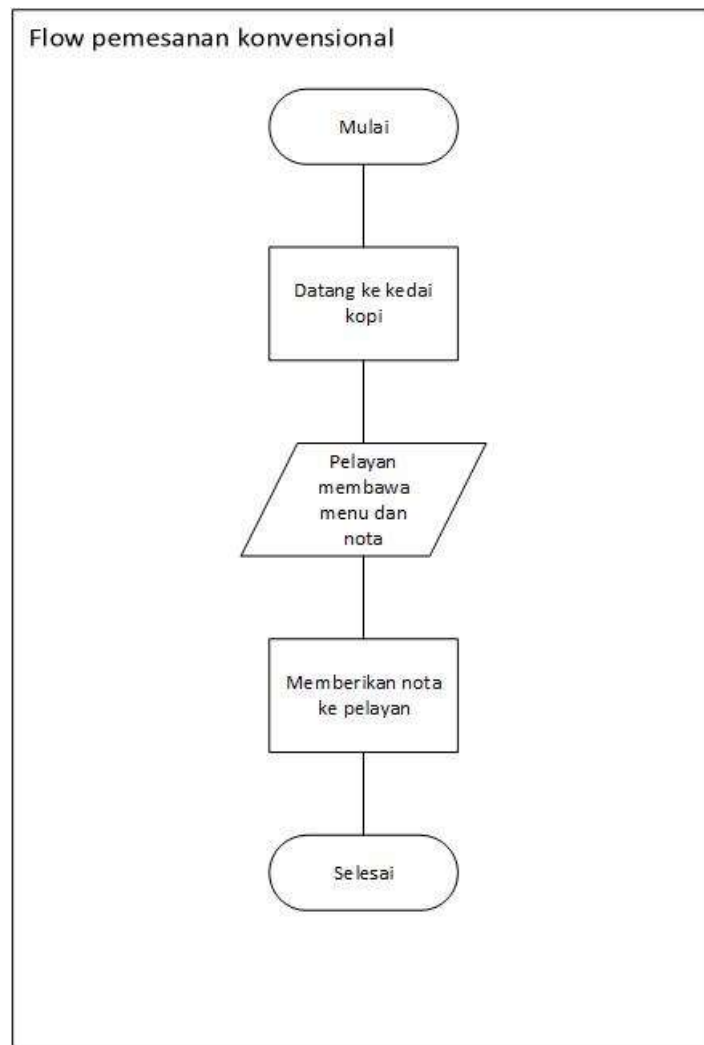 Flow pemesanan konvensional
Mulai
Datang ke kedai
kopi
Pelayan
membawa
menu dan
nota
Memberikan nota
ke pelayan
Selesai